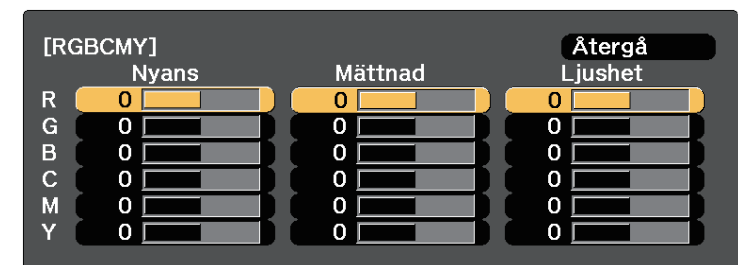 [RGBCMY] Återgå
Nyans Mättnad Ljushet
R 0 0 0
G 0 0 0
B 0 0 0
C 0 0 0
M 0 0 0
Y 0 0 0